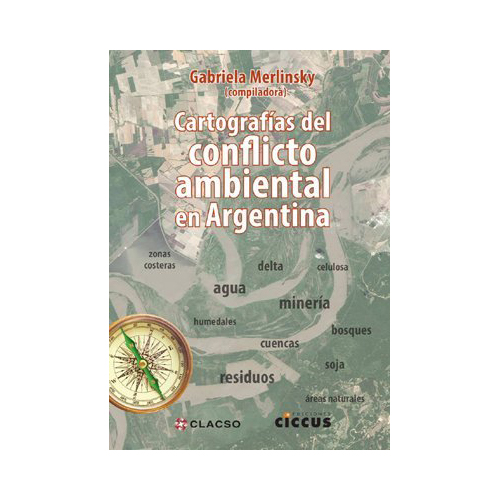 Gabriela Merlinsky
(compiladora)
Cartografías del
conflicto
ambiental
en Argentina
zonas
costeras
delta
celulosa
agua
minería
humedales
bosques
cuencas
soja
residuos
áreas naturales
CLACSO
EDICIONES
CICCUS